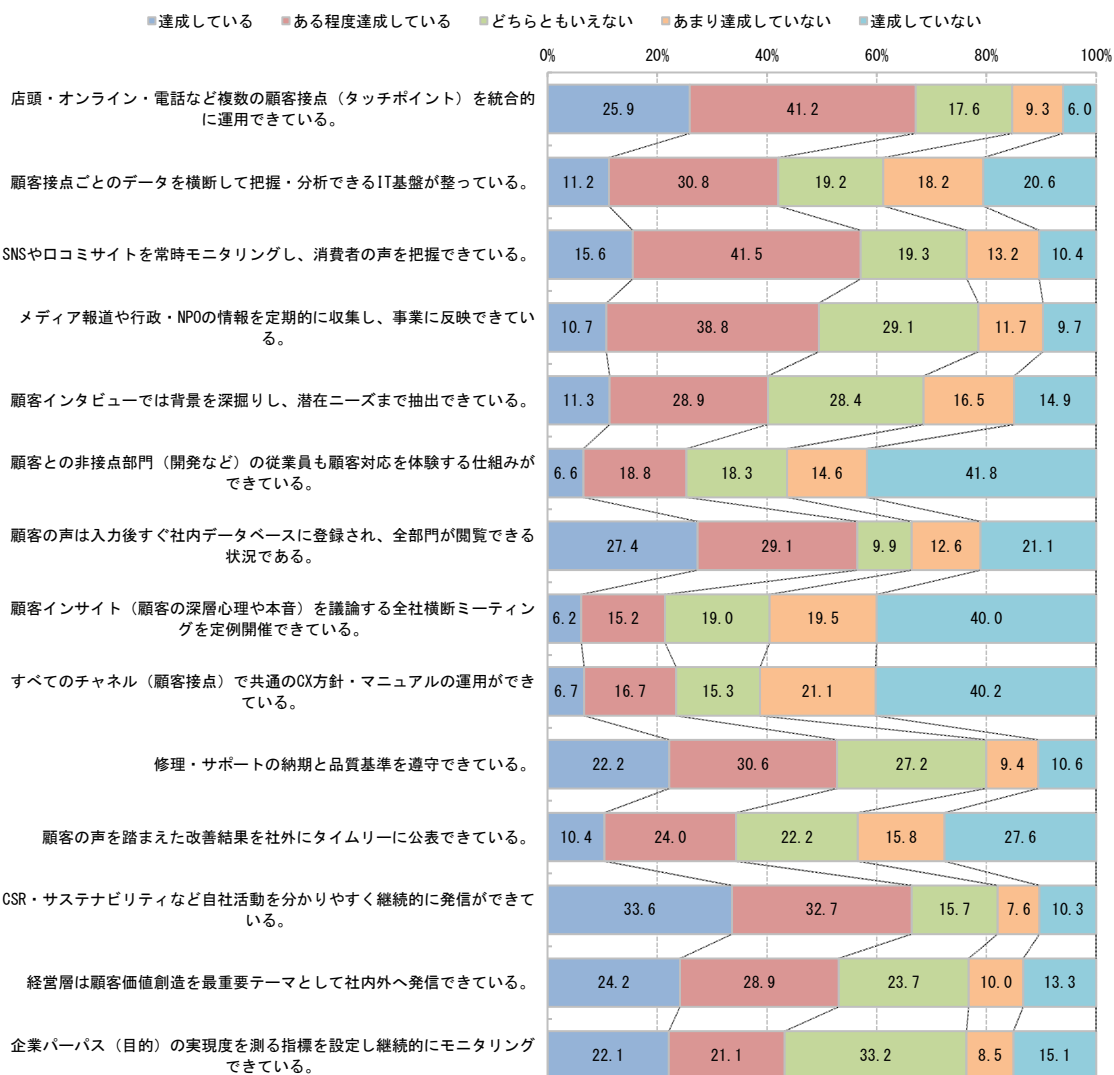 達成している ある程度達成している どちらともいえない あまり達成していない 達成していない
0% 20% 40% 60% 80% 100%
店頭・オンライン・電話など複数の顧客接点（タッチポイント）を統合的
に運用できている。
25.9 41.2 17.6 9.3 6.0
顧客接点ごとのデータを横断して把握・分析できるIT基盤が整っている。
11.2 30.8 19.2 18.2 20.6
SNSや口コミサイトを常時モニタリングし、消費者の声を把握できている。
15.6 41.5 19.3 13.2 10.4
メディア報道や行政・NPOの情報を定期的に収集し、事業に反映できてい
る。
10.7 38.8 29.1 11.7 9.7
顧客インタビューでは背景を深掘りし、潜在ニーズまで抽出できている。
11.3 28.9 28.4 16.5 14.9
顧客との非接点部門（開発など）の従業員も顧客対応を体験する仕組みが
できている。
6.6 18.8 18.3 14.6 41.8
顧客の声は入力後すぐ社内データベースに登録され、全部門が閲覧できる
状況である。
27.4 29.1 9.9 12.6 21.1
顧客インサイト（顧客の深層心理や本音）を議論する全社横断ミーティン
グを定例開催できている。
6.2 15.2 19.0 19.5 40.0
すべてのチャネル（顧客接点）で共通のCX方針・マニュアルの運用ができ
ている。
6.7 16.7 15.3 21.1 40.2
修理・サポートの納期と品質基準を遵守できている。
22.2 30.6 27.2 9.4 10.6
顧客の声を踏まえた改善結果を社外にタイムリーに公表できている。
10.4 24.0 22.2 15.8 27.6
CSR・サステナビリティなど自社活動を分かりやすく継続的に発信ができて
いる。
33.6 32.7 15.7 7.6 10.3
経営層は顧客価値創造を最重要テーマとして社内外へ発信できている。
24.2 28.9 23.7 10.0 13.3
企業パーパス（目的）の実現度を測る指標を設定し継続的にモニタリング
できている。
22.1 21.1 33.2 8.5 15.1